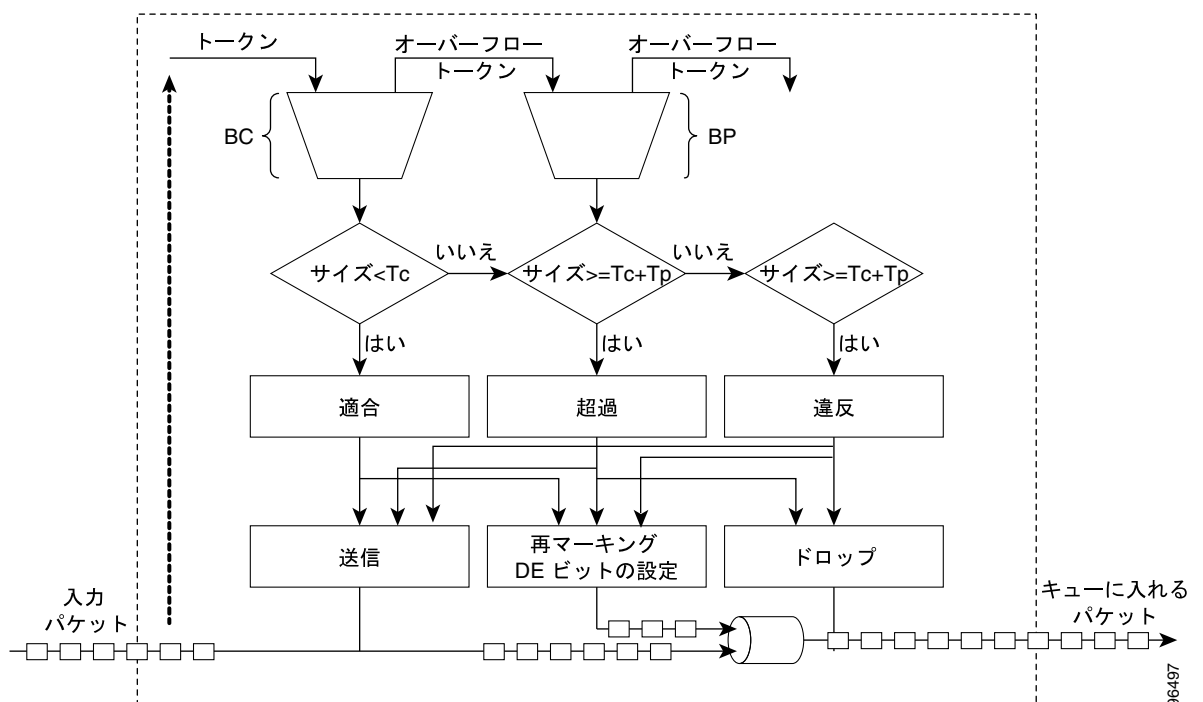 トークン
オーバーフロー
トークン
オーバーフロー
トークン
BC
BP
サイズ<Tc
いいえ
サイズ>=Tc+Tp
いいえ
サイズ>=Tc+Tp
はい
はい
はい
適合
超過
違反
送信
再マーキング
DE ビットの設定
ドロップ
入力
パケット
キューに入れる
パケット